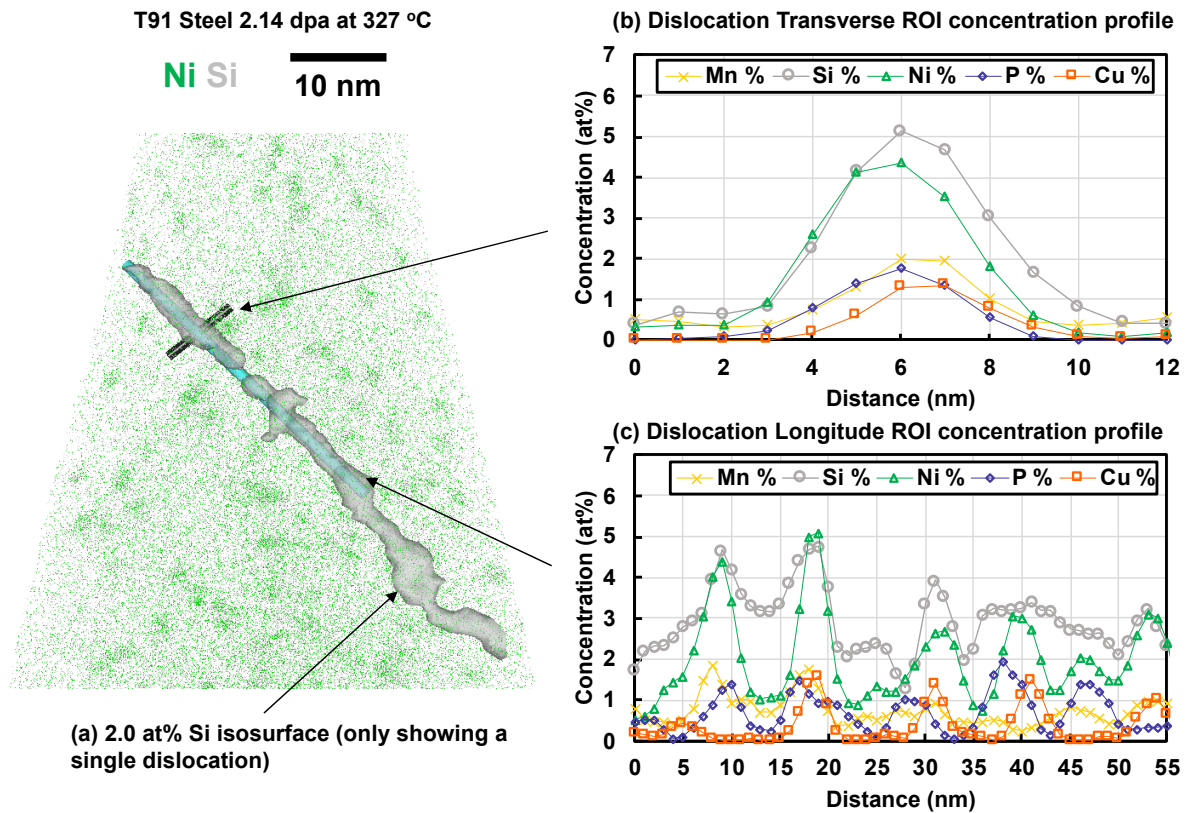 T91 Steel 2.14 dpa at 327 °C
Ni Si
10 nm
(a) 2.0 at% Si isosurface (only showing a
single dislocation)
(b) Dislocation Transverse ROI concentration profile
Mn % Si % Ni % P % Cu %
Concentration (at%)
7
6
5
4
3
2
1
0
0 2 4 6 8 10 12
Distance (nm)
(c) Dislocation Longitude ROI concentration profile
Mn % Si % Ni % P % Cu %
Concentration (at%)
7
6
5
4
3
2
1
0
0 5 10 15 20 25 30 35 40 45 50 55
Distance (nm)